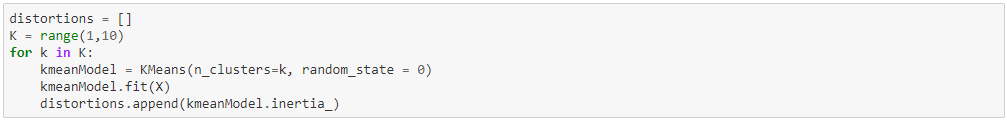 distortions = []
K = range(1,10)
for k in K:
    kmeanModel = KMeans(n_clusters=k, random_state = 0)
    kmeanModel.fit(X)
    distortions.append(kmeanModel.inertia_)